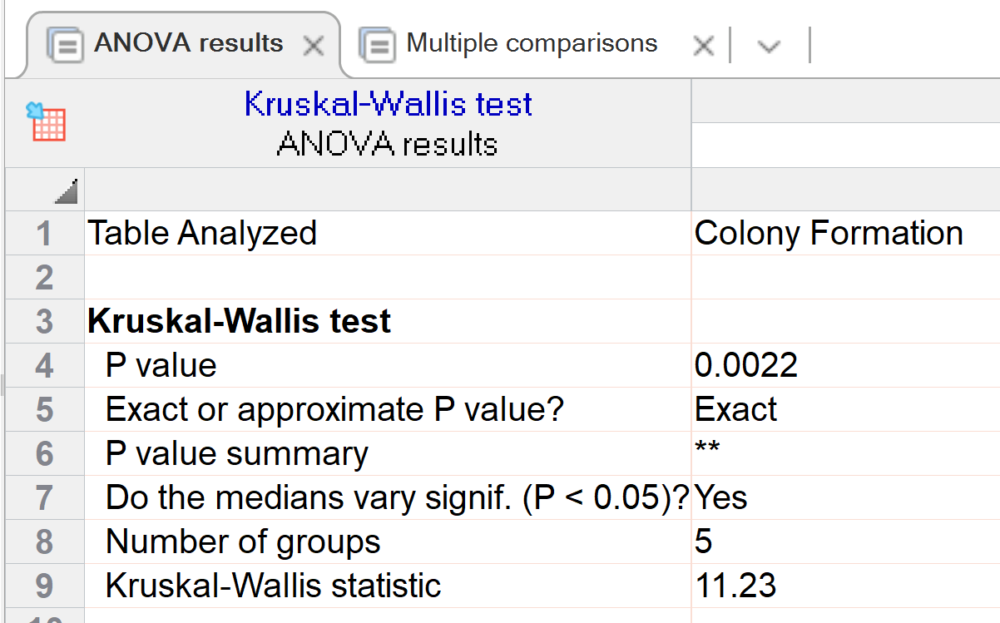 ANOVA results
Multiple comparisons
Kruskal-Wallis test
ANOVA results
1 Table Analyzed Colony Formation
2
3 Kruskal-Wallis test
4 P value 0.0022
5 Exact or approximate P value? Exact
6 P value summary **
7 Do the medians vary signif. (P < 0.05)? Yes
8 Number of groups 5
9 Kruskal-Wallis statistic 11.23